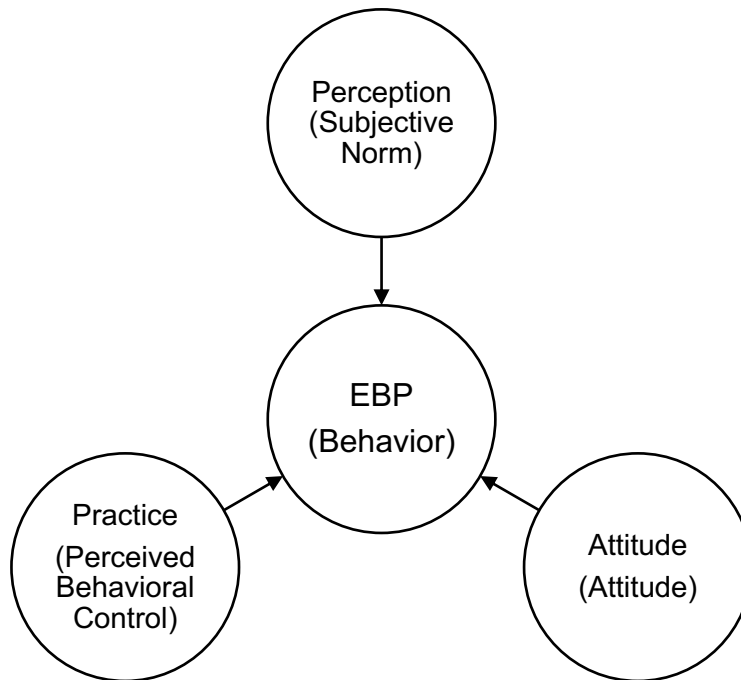 Perception
(Subjective
Norm)
EBP
(Behavior)
Practice
(Perceived
Behavioral
Control)
Attitude
(Attitude)